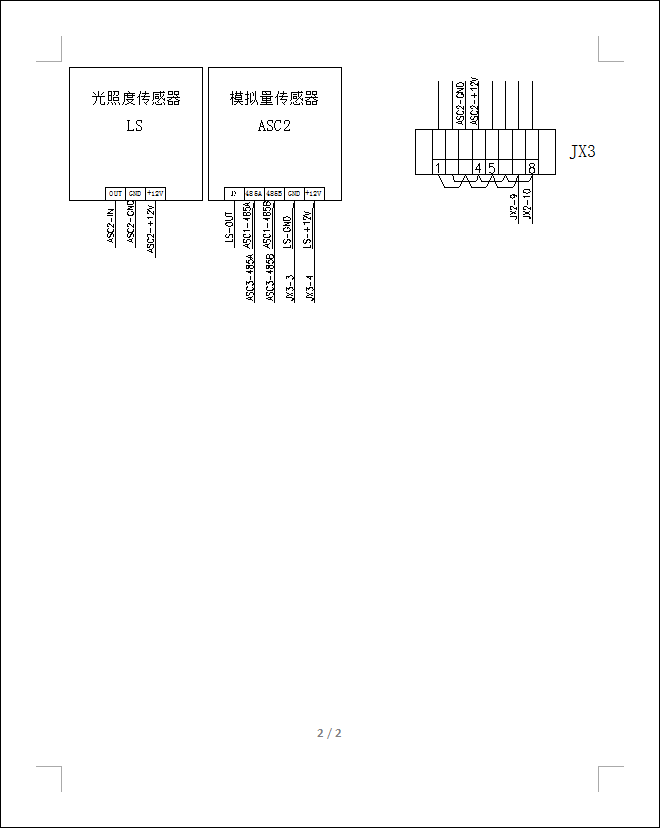 光照度传感器
LS
OUT GND +12V
ASC2-IN
ASC2-GND
ASC2-+12V
模拟量传感器
ASC2
485A 485B GND +12V
LS-OUT
ASC1-485A
ASC3-485A
ASC1-485B
ASC3-485B
LS-GND
JX3-3
LS-+12V
JX3-4
ASC2-GND
ASC2-+12V
JX3
1 4 5 8
JX2-9
JX2-10
2 / 2